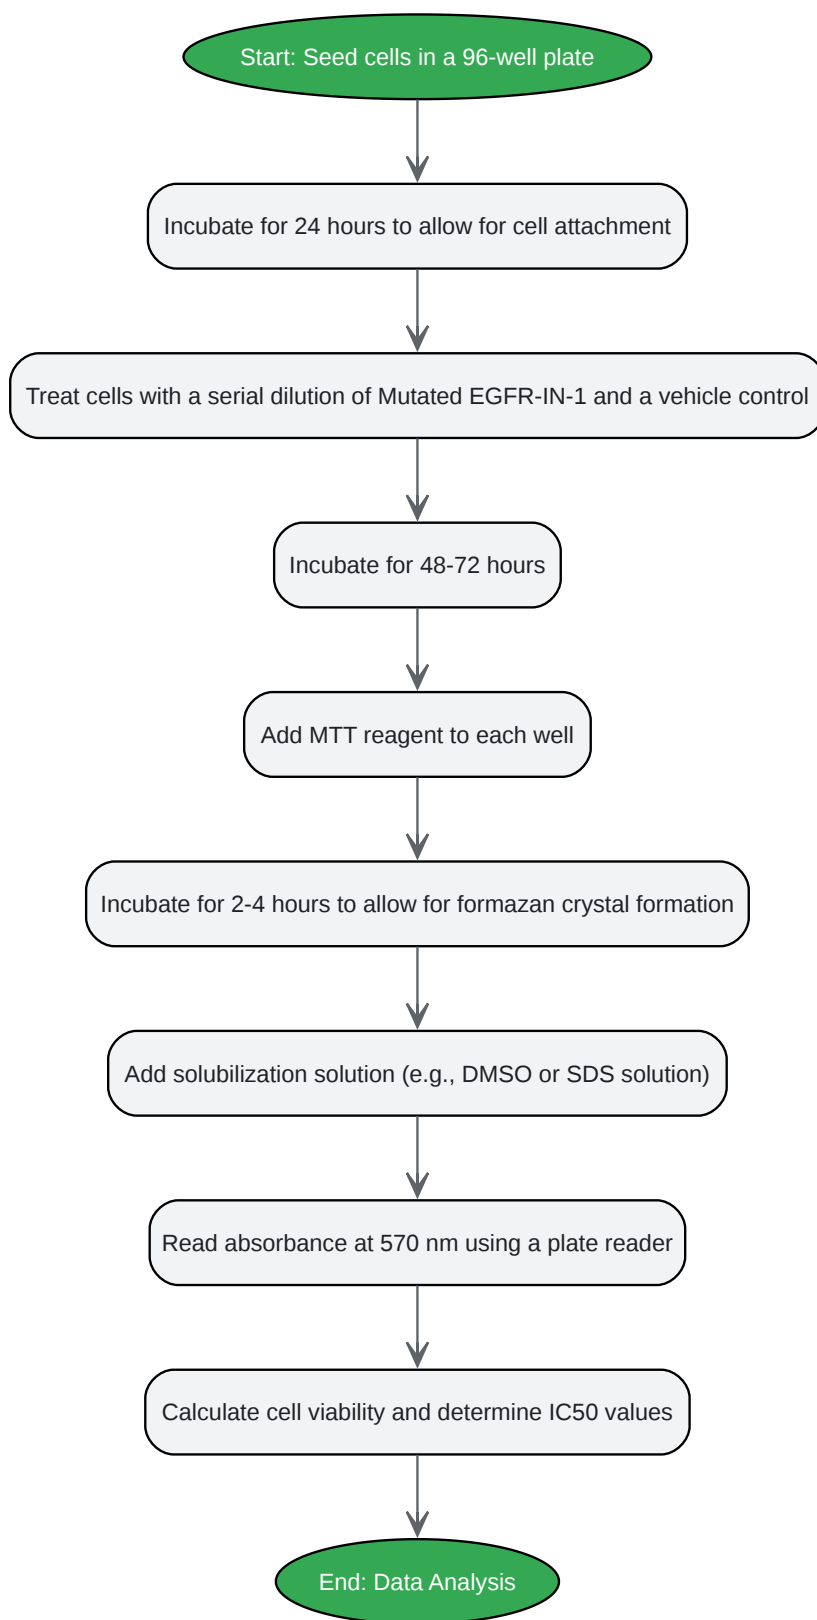 Start: Seed cells in a 96-well plate
Incubate for 24 hours to allow for cell attachment
Treat cells with a serial dilution of Mutated EGFR-IN-1 and a vehicle control
Incubate for 48-72 hours
Add MTT reagent to each well
Incubate for 2-4 hours to allow for formazan crystal formation
Add solubilization solution (e.g., DMSO or SDS solution)
Read absorbance at 570 nm using a plate reader
Calculate cell viability and determine IC50 values
End: Data Analysis